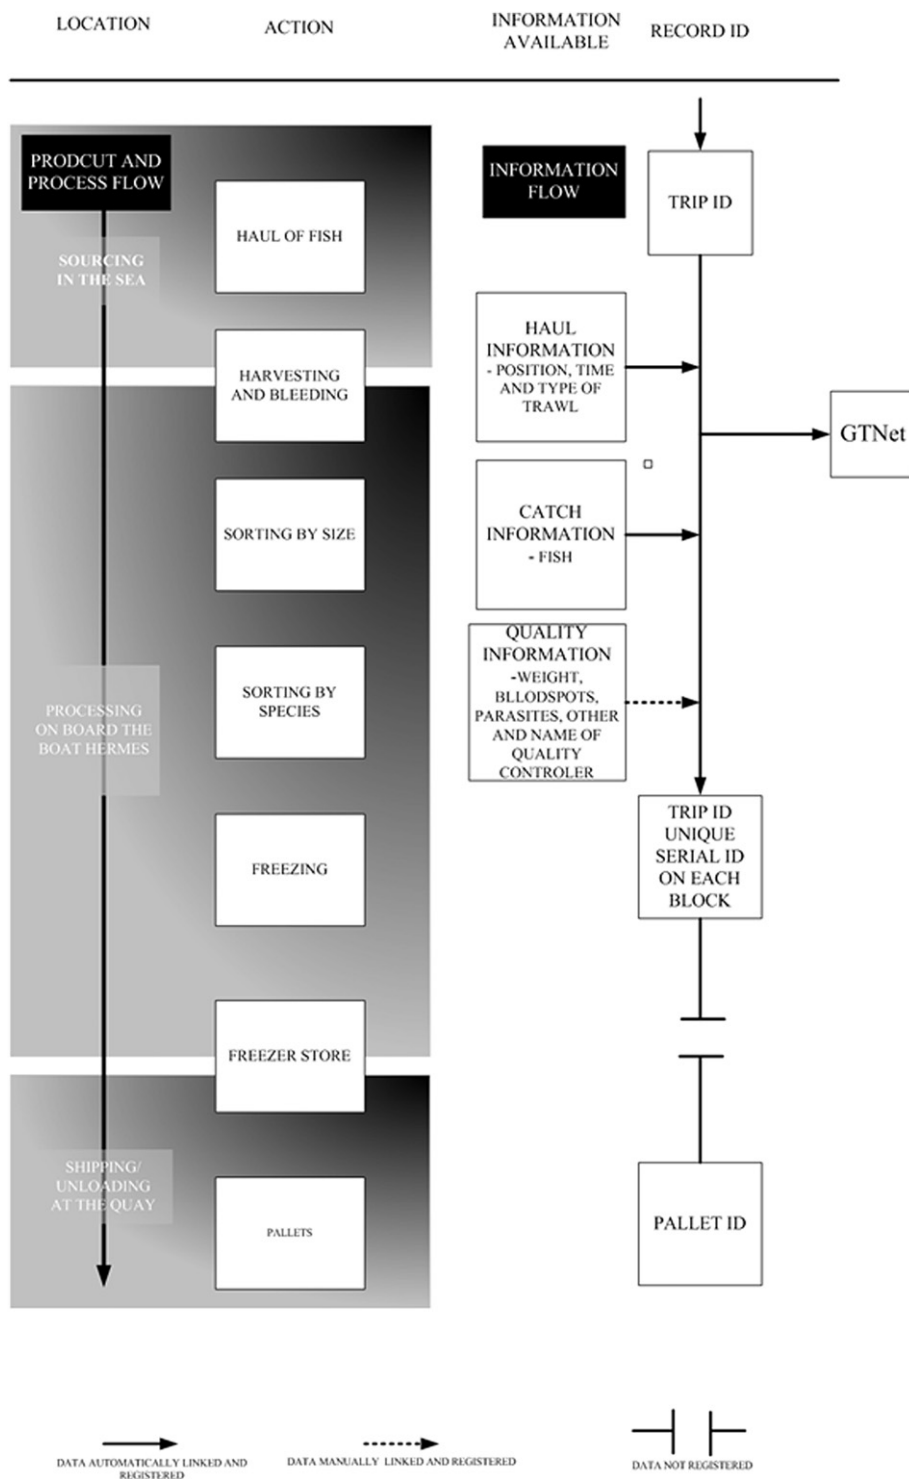 LOCATION
ACTION
INFORMATION
AVAILABLE
RECORD ID
PRODCUT AND
PROCESS FLOW
SOURCING
IN THE SEA
HAUL OF FISH
INFORMATION
FLOW
TRIP ID
HARVESTING
AND BLEEDING
HAUL
INFORMATION
- POSITION, TIME
AND TYPE OF
TRAWL
GTNet
SORTING BY SIZE
CATCH
INFORMATION
- FISH
SORTING BY
SPECIES
QUALITY
INFORMATION
-WEIGHT,
BLLODSPOTS,
PARASITES, OTHER
AND NAME OF
QUALITY
CONTROLER
PROCESSING
ON BOARD THE
BOAT HERMES
FREEZING
TRIP ID
UNIQUE
SERIAL ID
ON EACH
BLOCK
FREEZER STORE
SHIPPING/
UNLOADING
AT THE QUAY
PALLETS
PALLET ID
DATA AUTOMATICALLY LINKED AND
REGISTERED
DATA MANUALLY LINKED AND REGISTERED
DATA NOT REGISTERED